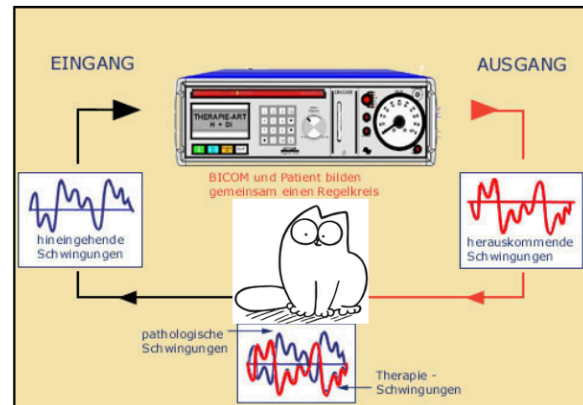 EINGANG
AUSGANG
THERAPIE-ART
H + Di
BICOM und Patient bilden
gemeinsam einen Regelkreis
hineingehende
Schwingungen
herauskommende
Schwingungen
pathologische
Schwingungen
Therapie -
Schwingungen